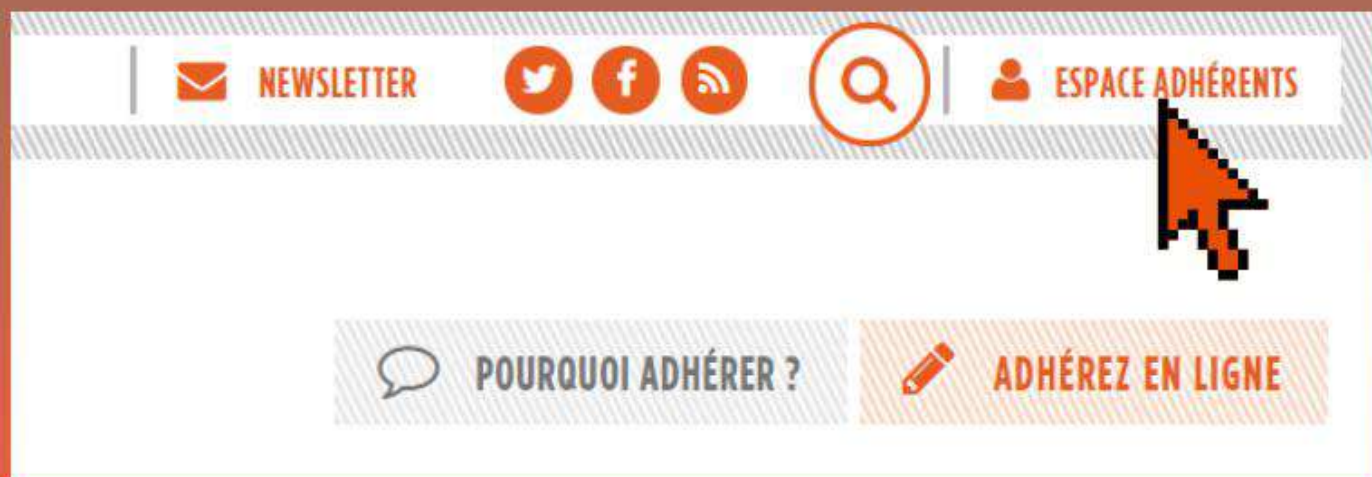 NEWSLETTER
ESPACE ADHÉRENTS
POURQUOI ADHÉRER ?
ADHÉREZ EN LIGNE